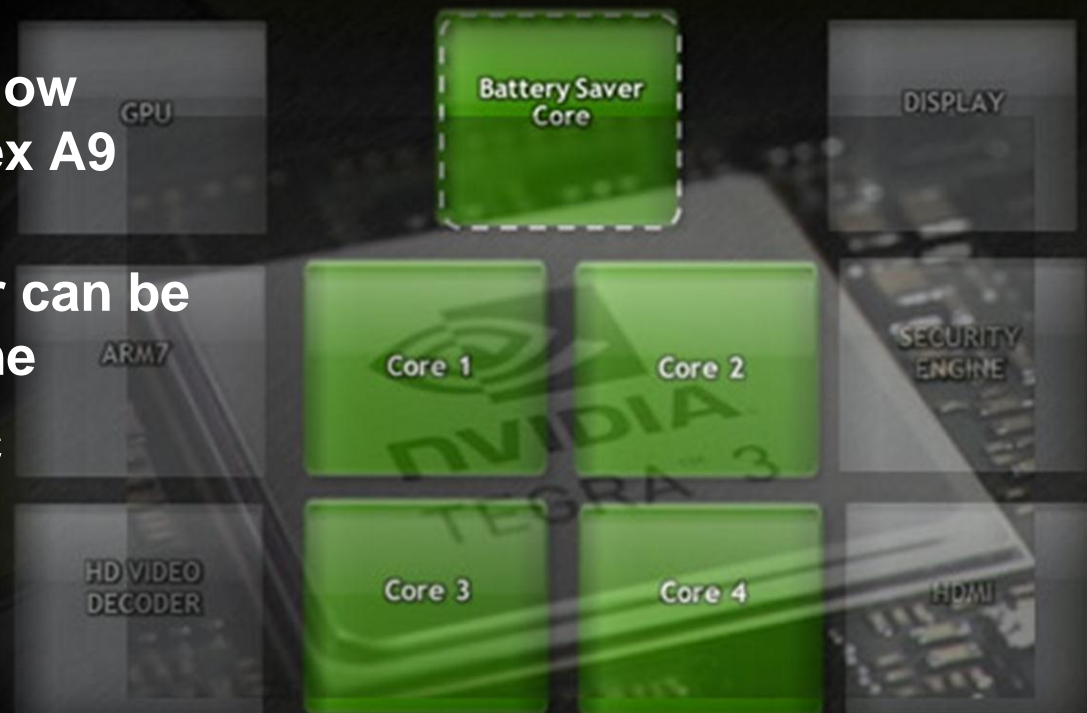 ow
ex A9
r can be
ne
GPU
Battery Saver
Core
DISPLAY
ARM7
Core 1
Core 2
SECURITY
ENGINE
NVIDIA
TEGRA™ 3
HD VIDEO
DECODER
Core 3
Core 4
HDMI